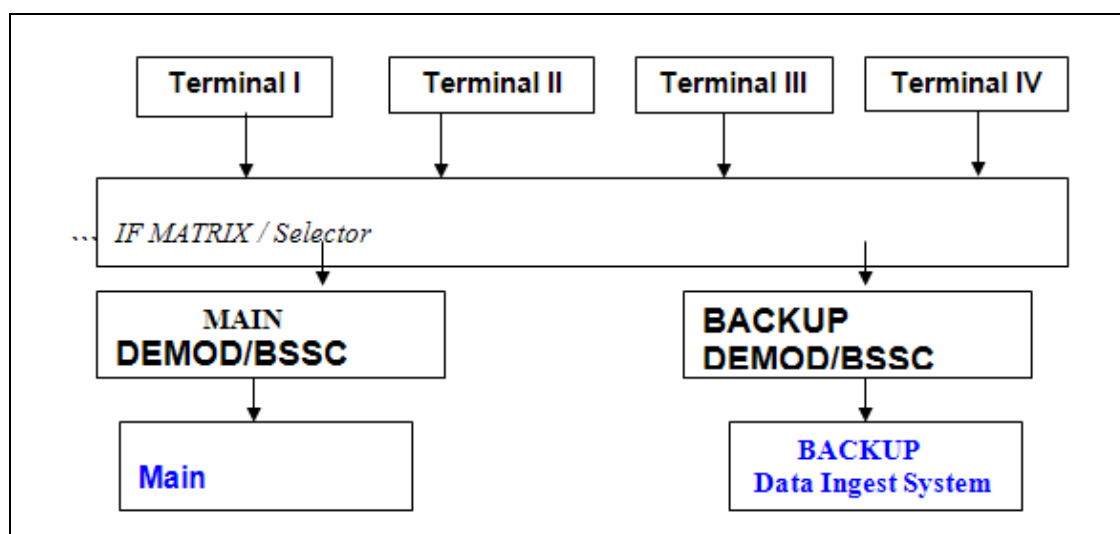 Terminal I
Terminal II
Terminal III
Terminal IV
... IF MATRIX / Selector
MAIN
DEMOD/BSSC
BACKUP
DEMOD/BSSC
Main
BACKUP
Data Ingest System